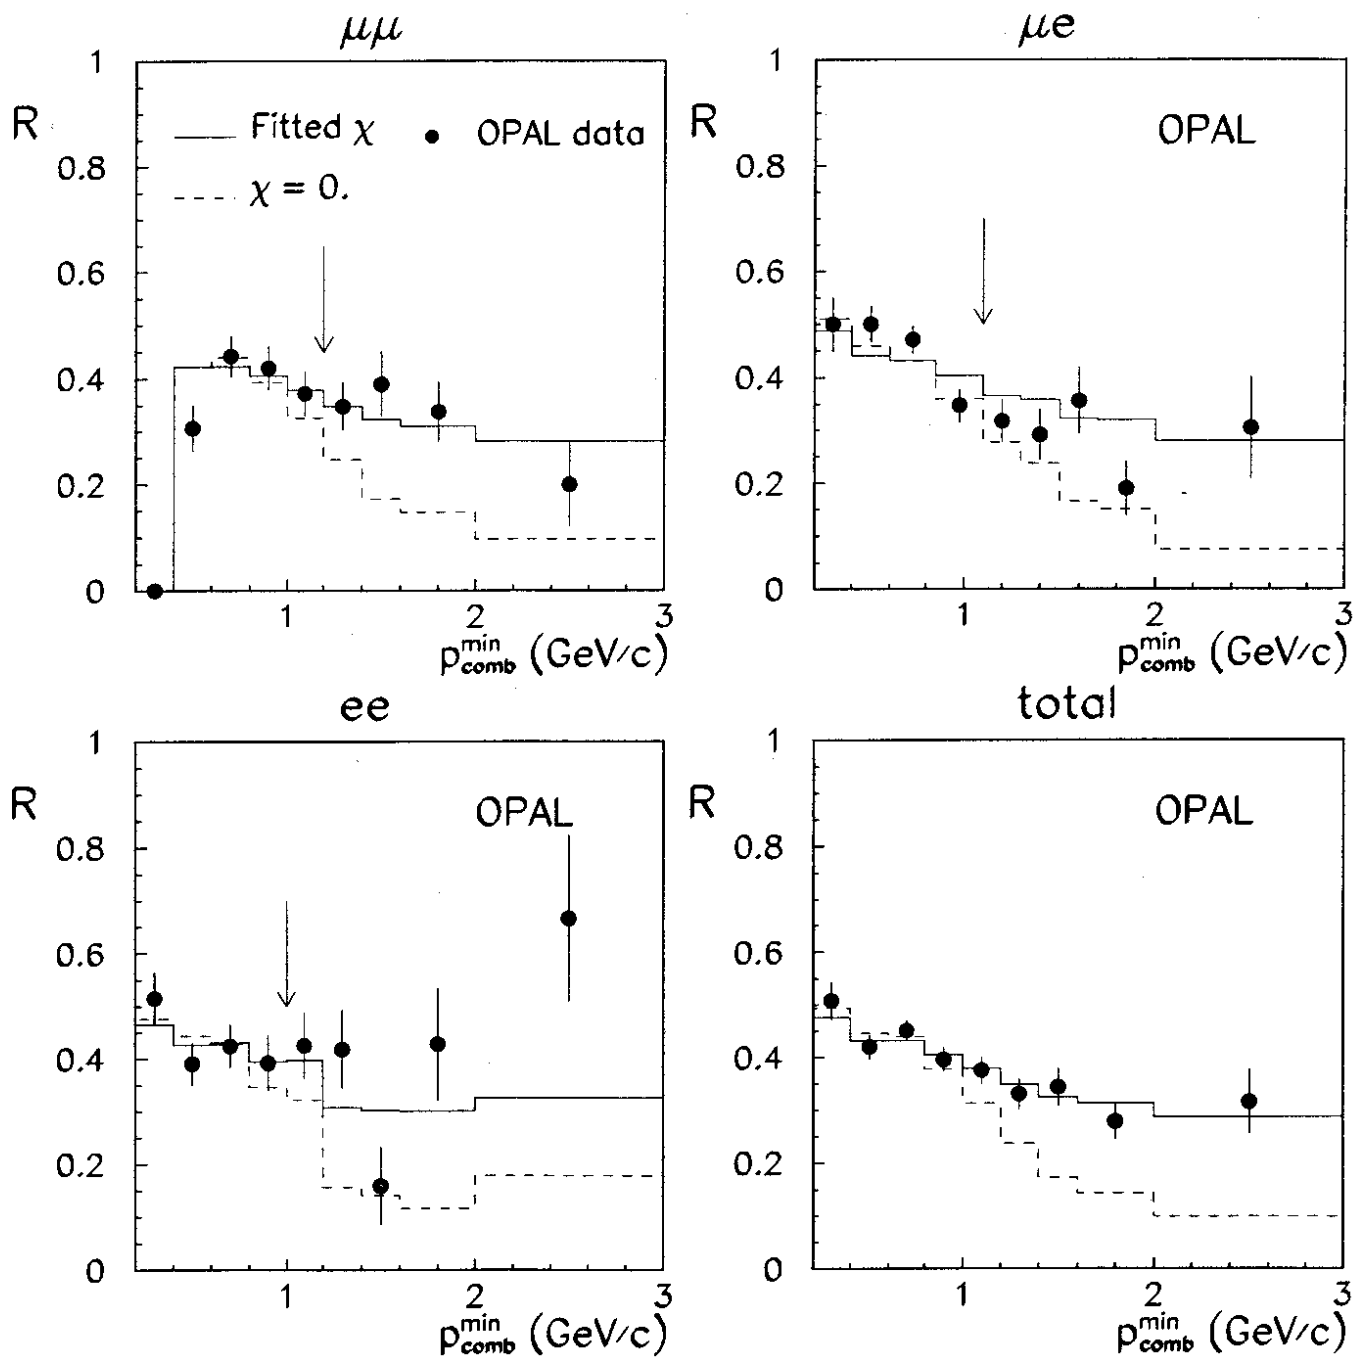 μμ
1
R
Fitted χ
OPAL data
0.8
χ = 0.
0.6
0.4
0.2
0
1
2
3
p_comb^min (GeV/c)
μe
1
R
OPAL
0.8
0.6
0.4
0.2
0
1
2
3
p_comb^min (GeV/c)
ee
1
R
OPAL
0.8
0.6
0.4
0.2
0
1
2
3
p_comb^min (GeV/c)
total
1
R
OPAL
0.8
0.6
0.4
0.2
0
1
2
3
p_comb^min (GeV/c)